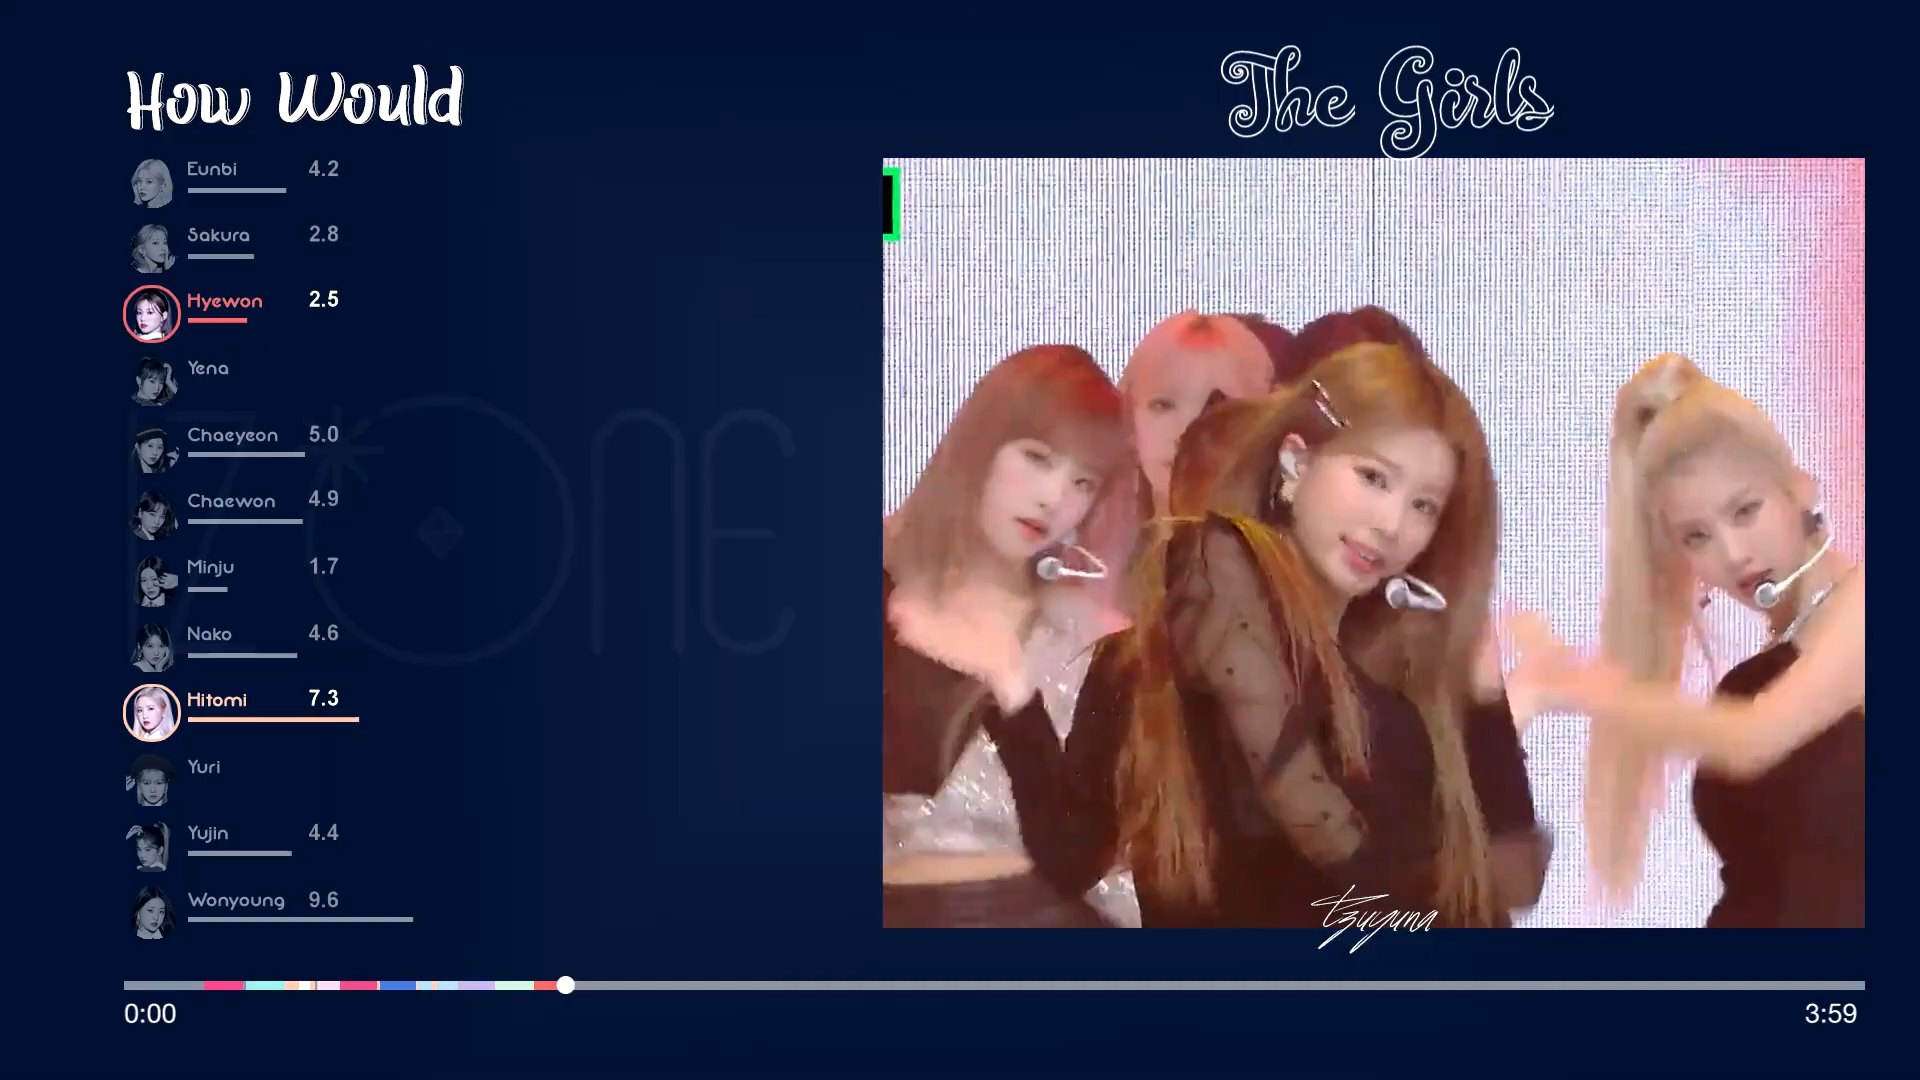 How Would
The Girls
Eunbi 4.2
Sakura 2.8
Hyewon 2.5
Yena
Chaeyeon 5.0
Chaewon 4.9
Minju 1.7
Nako 4.6
Hitomi 7.3
Yuri
Yujin 4.4
Wonyoung 9.6
IZ*ONE
tzuyuna
0:00
3:59